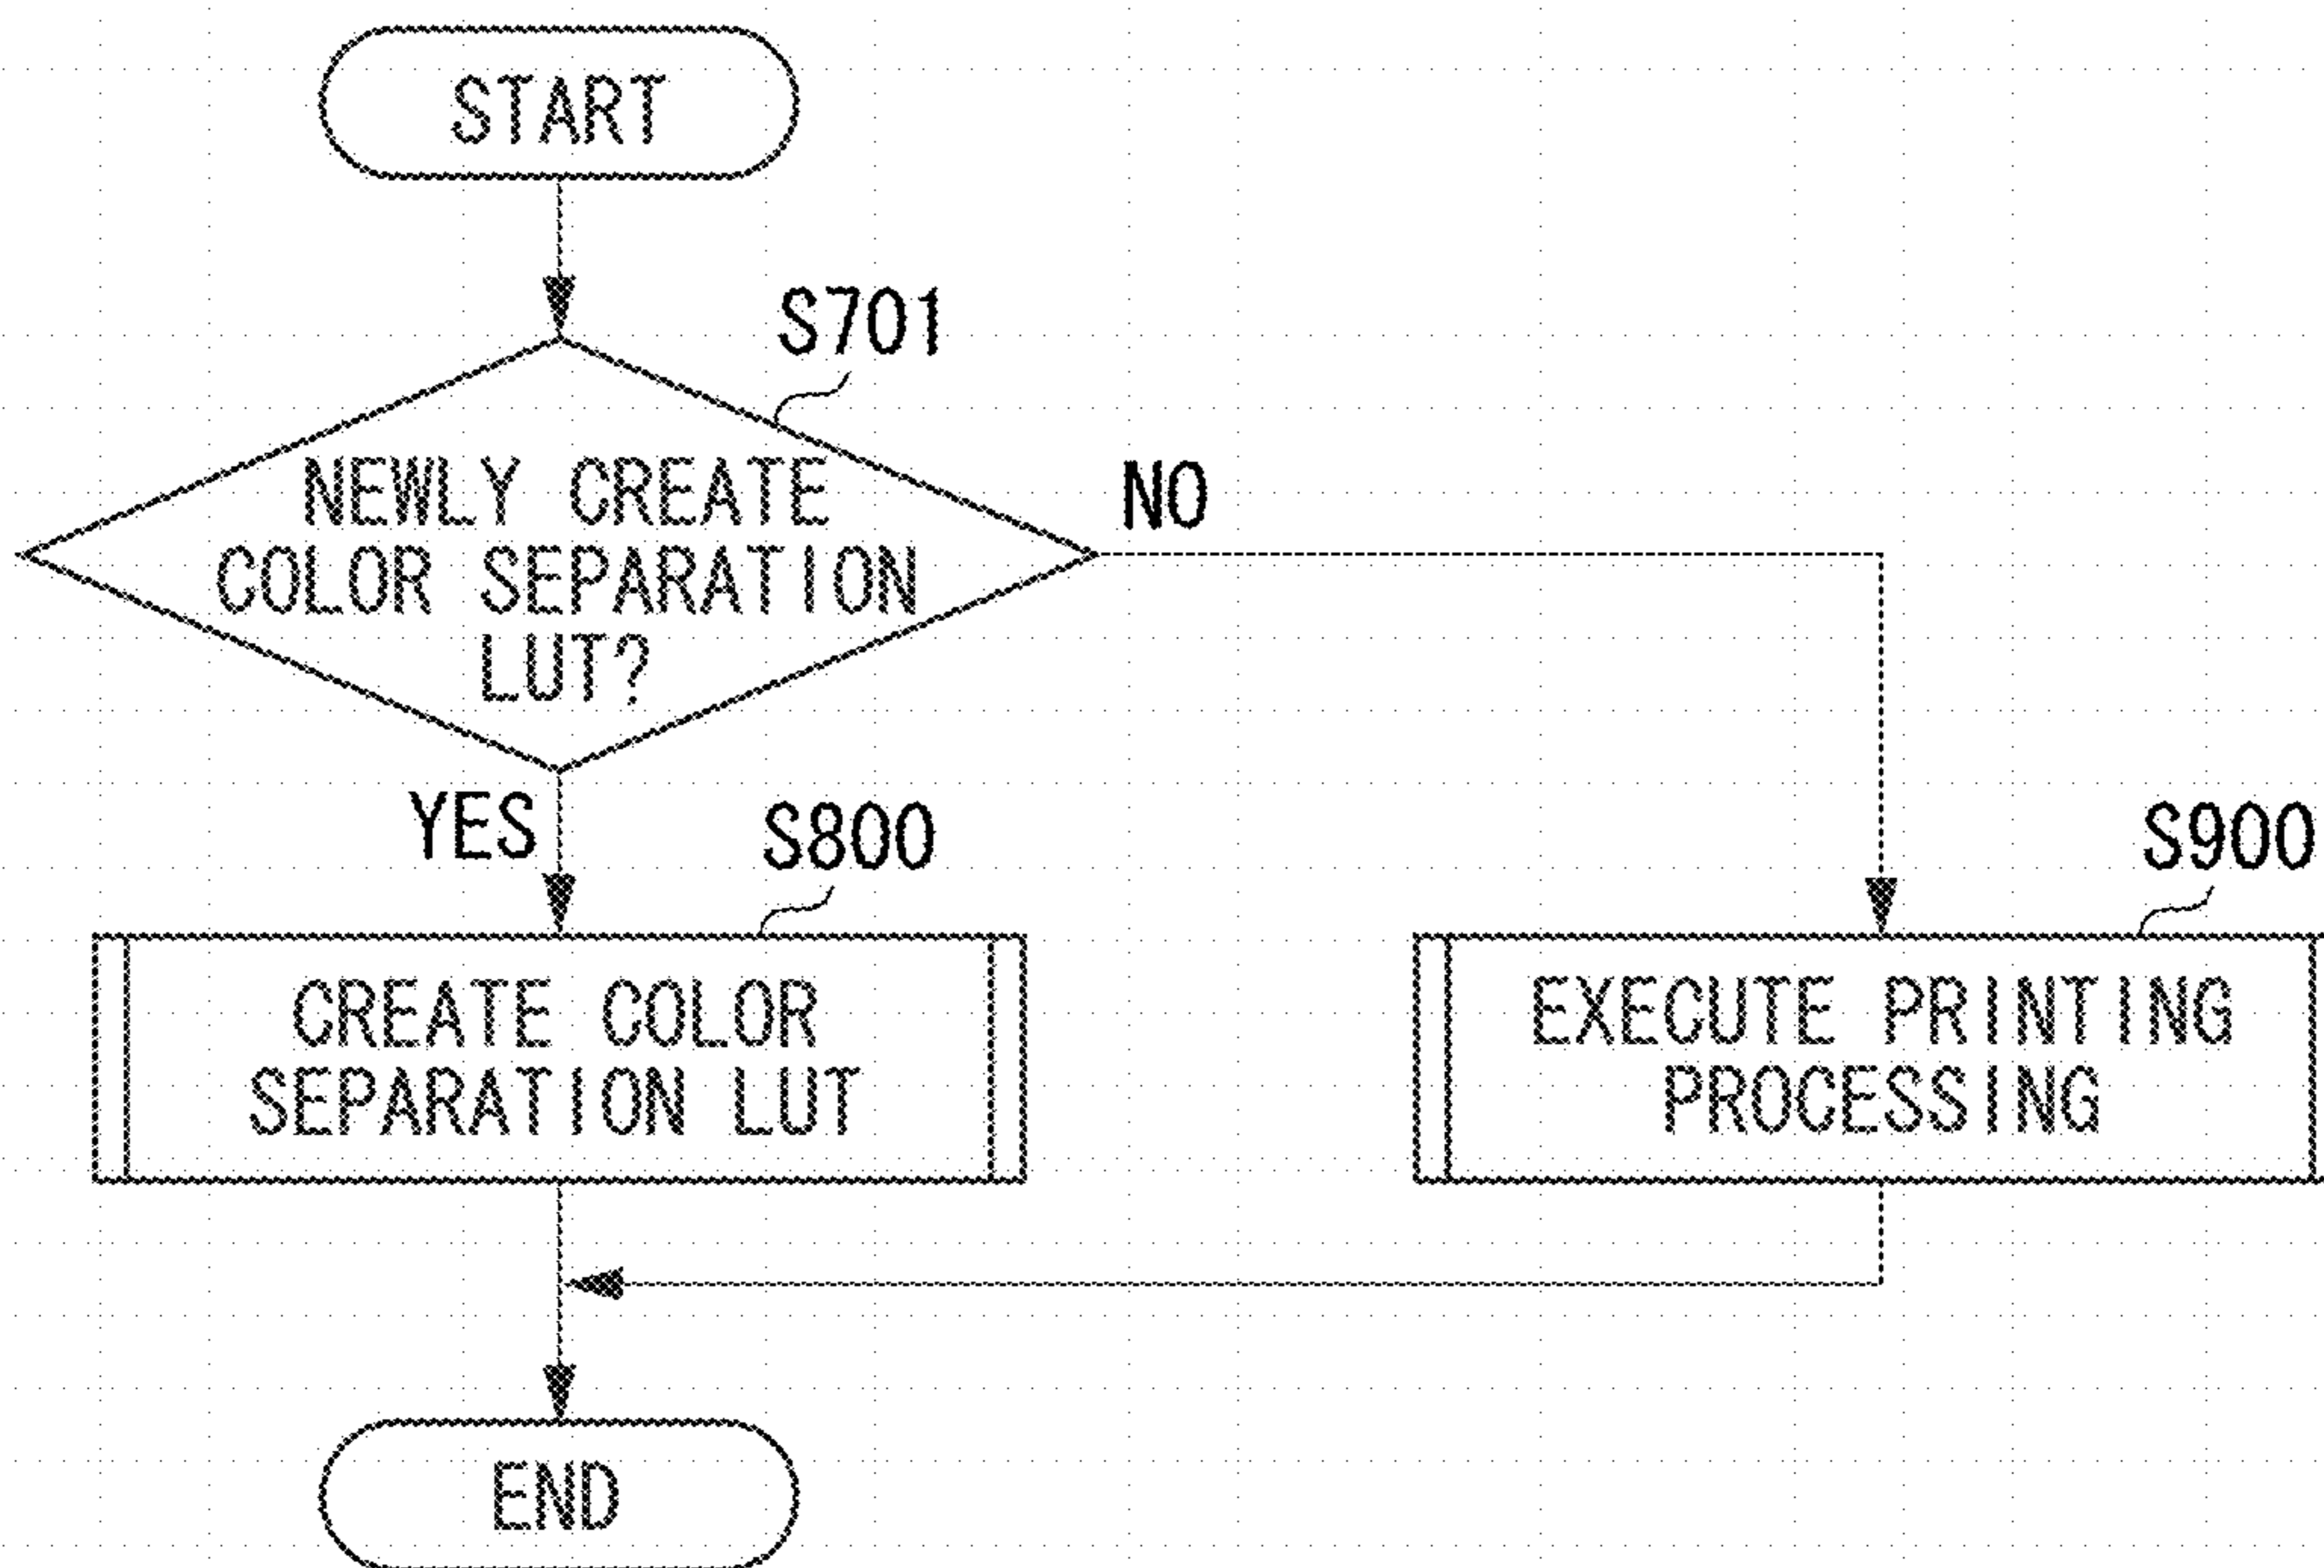 START
S701
NEWLY CREATE
COLOR SEPARATION
LUT?
NO
YES
S800
S900
CREATE COLOR
SEPARATION LUT
EXECUTE PRINTING
PROCESSING
END